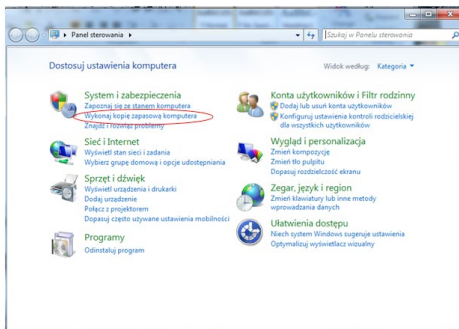 Panel sterowania
Szukaj w Panelu sterowania
Dostosuj ustawienia komputera
Widok według: Kategoria
System i zabezpieczenia
Zapoznaj się ze stanem komputera
Wykonaj kopię zapasową komputera
Znajdź i rozwiąż problemy
Sieć i Internet
Wyświetl stan sieci i zadania
Wybierz grupę domową i opcje udostępniania
Sprzęt i dźwięk
Wyświetl urządzenia i drukarki
Dodaj urządzenie
Połącz z projektorem
Dopasuj często używane ustawienia mobilności
Programy
Odinstaluj program
Konta użytkowników i Filtr rodzinny
Dodaj lub usuń konta użytkowników
Konfiguruj ustawienia kontroli rodzicielskiej
dla wszystkich użytkowników
Wygląd i personalizacja
Zmień kompozycję
Zmień tło pulpitu
Dopasuj rozdzielczość ekranu
Zegar, język i region
Zmień klawiatury lub inne metody
wprowadzania danych
Ułatwienia dostępu
Niech system Windows sugeruje ustawienia
Optymalizuj wyświetlacz wizualny